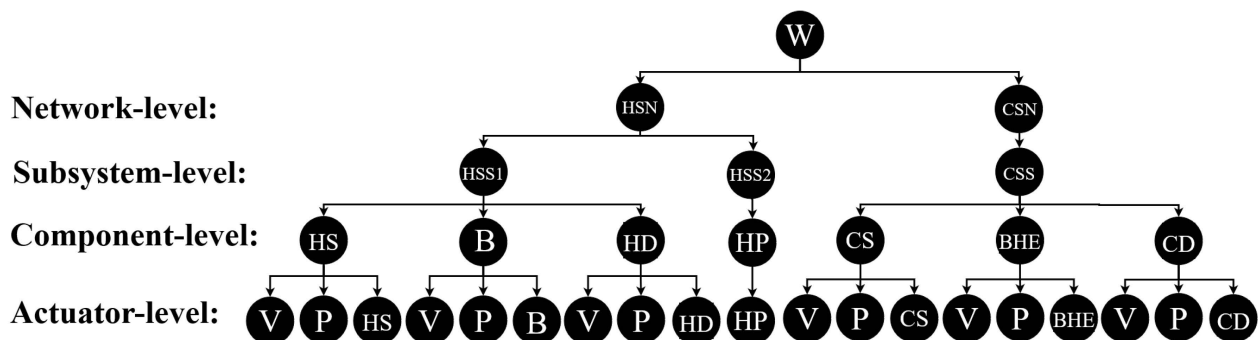 W
Network-level: HSN CSN
Subsystem-level: HSS1 HSS2 CSS
Component-level: HS B HD HP CS BHE CD
Actuator-level: V P HS V P B V P HD HP V P CS V P BHE V P CD